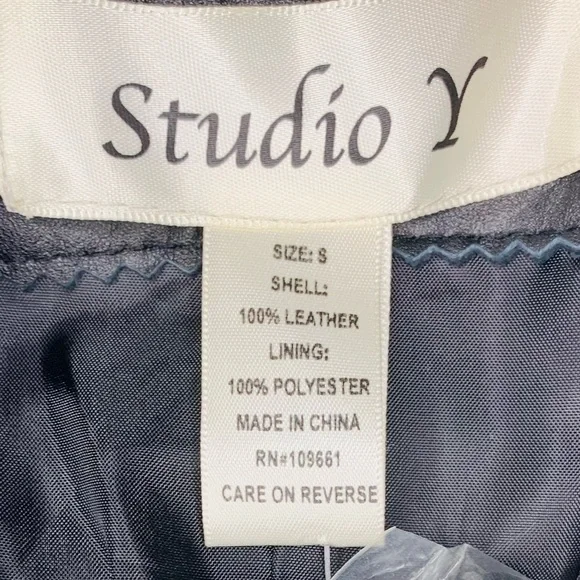 Studio Y
SIZE: S
SHELL:
100% LEATHER
LINING:
100% POLYESTER
MADE IN CHINA
RN#109661
CARE ON REVERSE